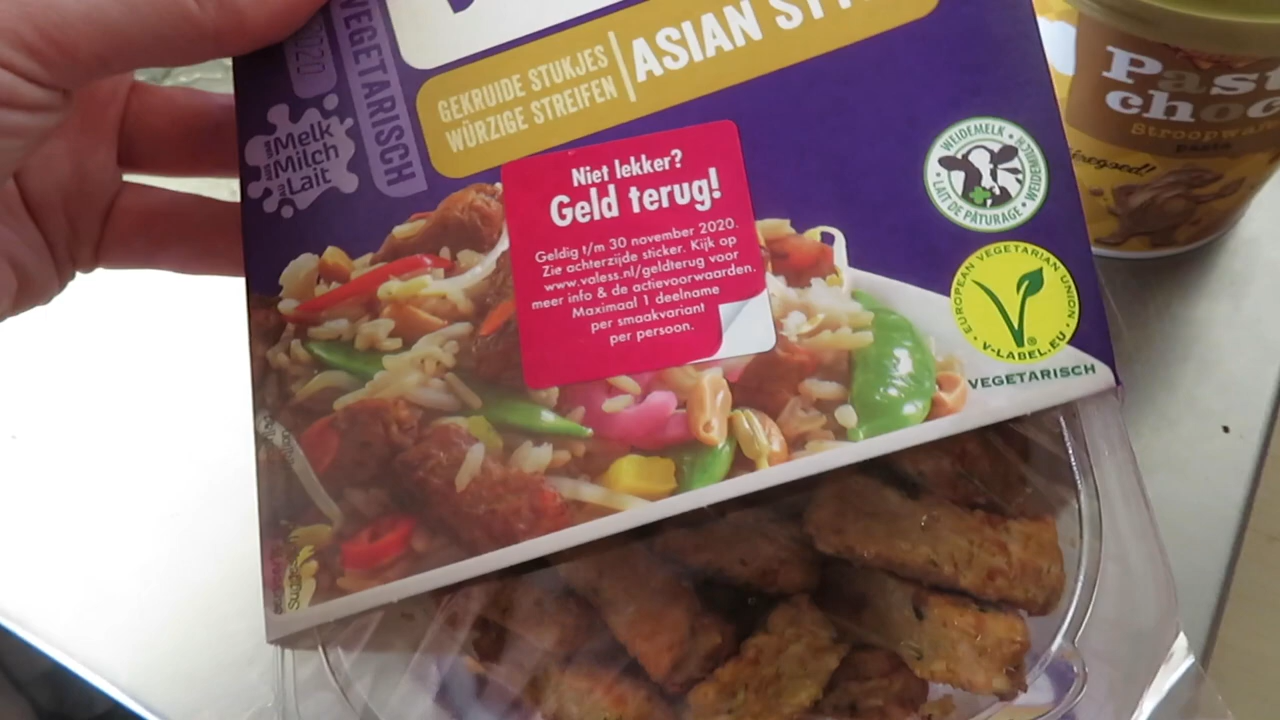 2020
VEGETARISCH
GEKRUIDE STUKJES
WÜRZIGE STREIFEN
ASIAN
Melk
Milch
Lait
Niet lekker?
Geld terug!
Geldig t/m 30 november 2020.
Zie achterzijde sticker. Kijk op
www.valess.nl/geldterug voor
meer info & de actievoorwaarden.
Maximaal 1 deelname
per smaakvariant
per persoon.
WEIDEMELK • WEIDEMILCH • LAIT DE PÂTURAGE •
EUROPEAN VEGETARIAN UNION
• V-LABEL.EU •
®
VEGETARISCH
Past
choc
pasta